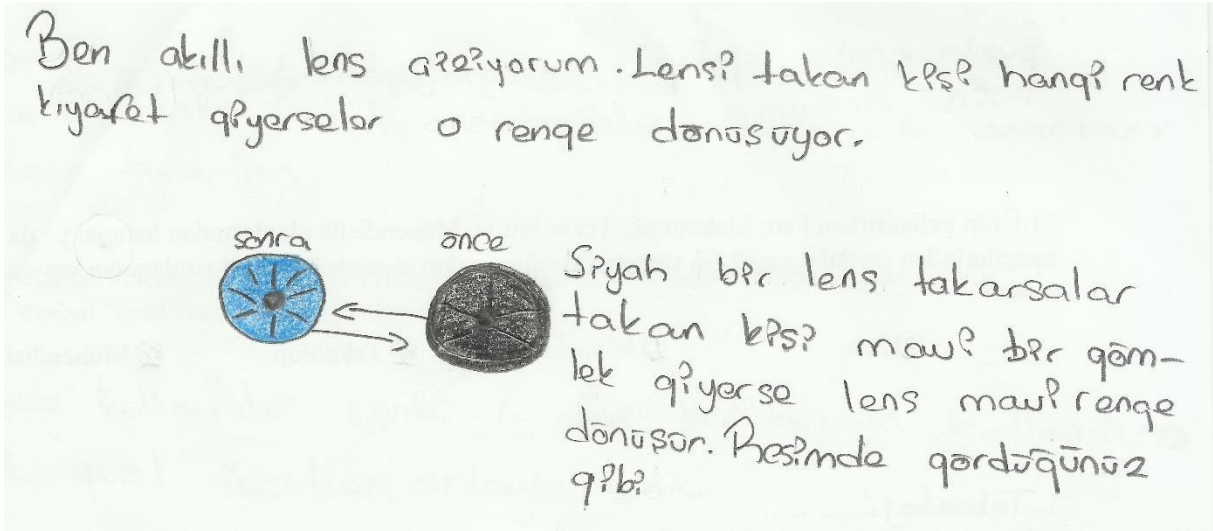 Ben akıllı lens çiziyorum. Lensi takan kişi hangi renk
kıyafet giyerseler o renge dönüşüyor.
sonra
önce
Siyah bir lens takarsalar
takan kişi mavi bir göm-
lek giyerse lens mavi renge
dönüşür. Resimde gördüğünüz
gibi